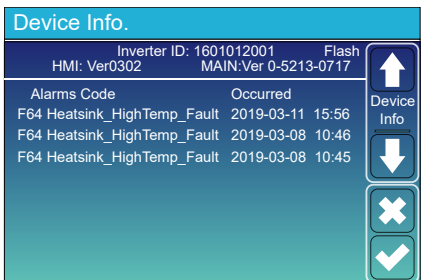 Device Info.
Inverter ID: 1601012001 Flash
HMI: Ver0302 MAIN:Ver 0-5213-0717
Alarms Code Occurred
F64 Heatsink_HighTemp_Fault 2019-03-11 15:56
F64 Heatsink_HighTemp_Fault 2019-03-08 10:46
F64 Heatsink_HighTemp_Fault 2019-03-08 10:45
Device
Info